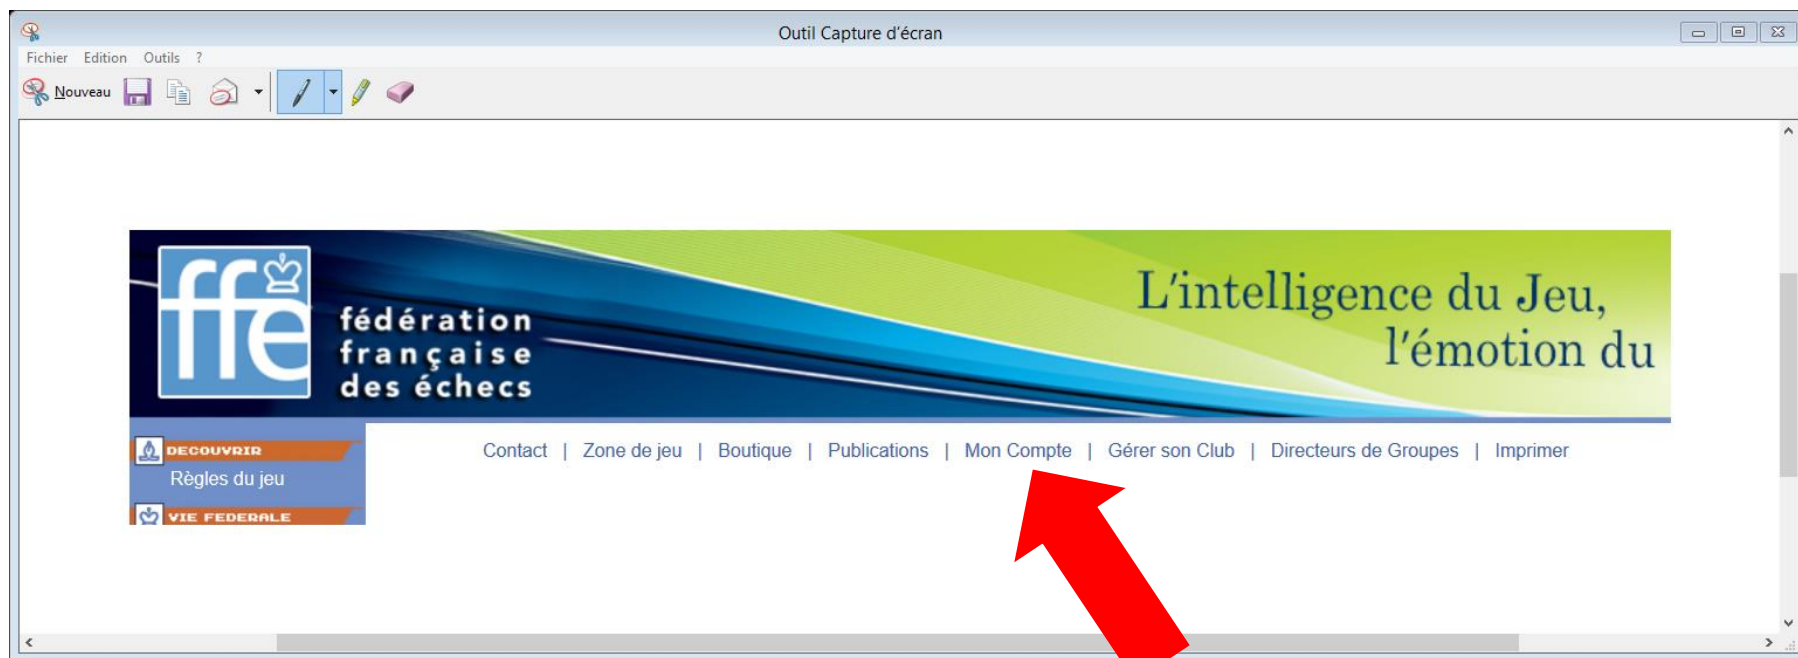 Outil Capture d'écran
Fichier Edition Outils ?
Nouveau
ffe
fédération
française
des échecs
L'intelligence du Jeu,
l'émotion du
DECOUVRIR
Règles du jeu
VIE FEDERALE
Contact | Zone de jeu | Boutique | Publications | Mon Compte | Gérer son Club | Directeurs de Groupes | Imprimer